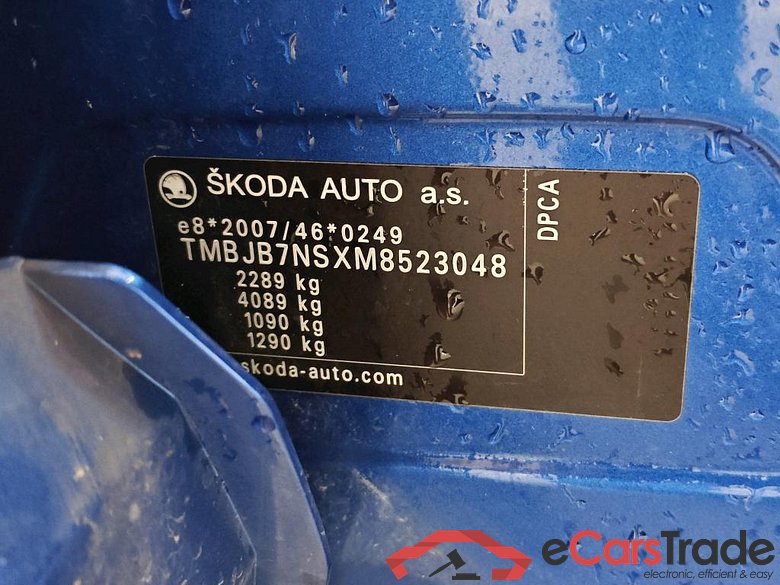 ŠKODA AUTO a.s.
e8*2007/46*0249
TMBJB7NSXM8523048
2289 kg
4089 kg
1090 kg
1290 kg
škoda-auto.com
DPCA
eCarsTrade
electronic, efficient & easy